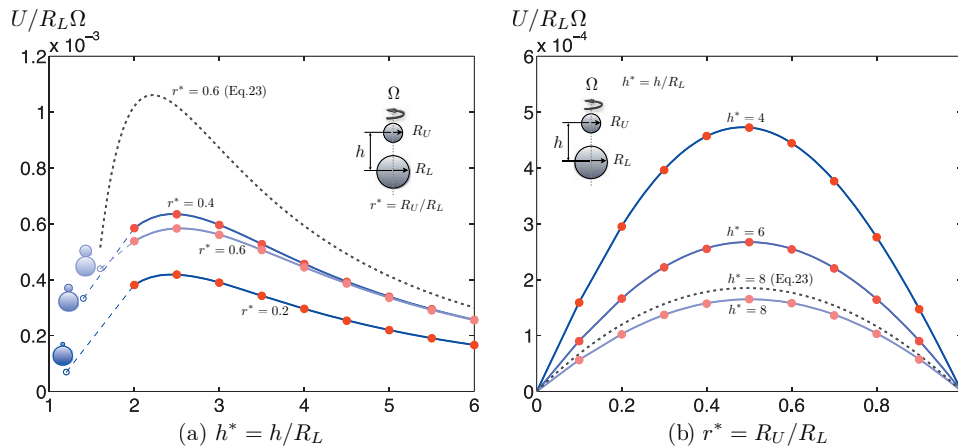 U/R_LΩ
× 10⁻³
1.2
1
0.8
0.6
0.4
0.2
0
1 2 3 4 5 6
r* = 0.6 (Eq.23)
r* = 0.4
r* = 0.6
r* = 0.2
Ω
R_U
h
R_L
r* = R_U/R_L
(a) h* = h/R_L
U/R_LΩ
× 10⁻⁴
6
5
4
3
2
1
0
0 0.2 0.4 0.6 0.8
h* = h/R_L
Ω
R_U
h
R_L
h* = 4
h* = 6
h* = 8 (Eq.23)
h* = 8
(b) r* = R_U/R_L